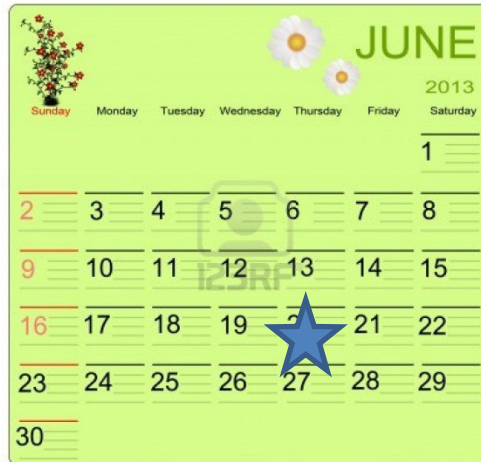 JUNE
2013
Sunday Monday Tuesday Wednesday Thursday Friday Saturday
1
2 3 4 5 6 7 8
9 10 11 12 13 14 15
123RF
16 17 18 19 21 22
23 24 25 26 27 28 29
30